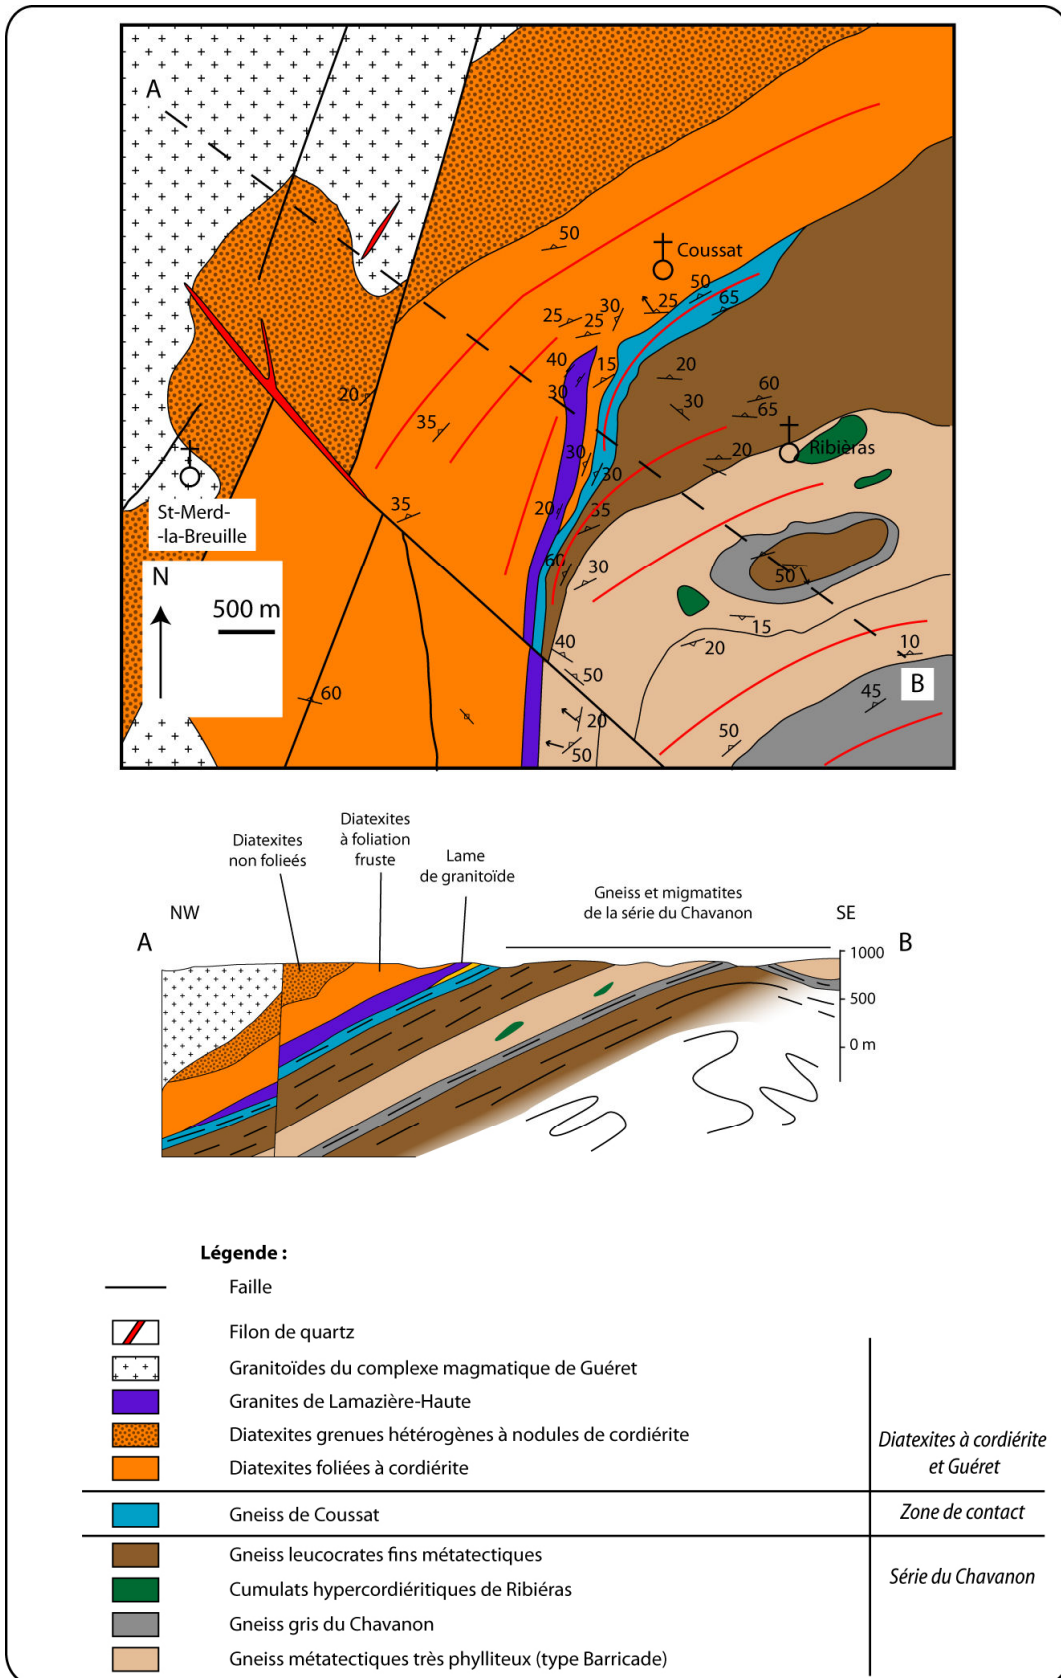 A
50
Coussat
50
65
25
30
25
25
40
15
30
20
30
60
65
20
Ribièras
20
35
30
30
20
35
35
60
30
50
St-Merd-
-la-Breuille
N
500 m
15
20
10
40
50
B
45
60
20
50
50
Diatexites
non folieés
Diatexites
à foliation
fruste
Lame
de granitoïde
Gneiss et migmatites
de la série du Chavanon
NW
SE
A
B
1000
500
0 m
Légende :
Faille
Filon de quartz
Granitoïdes du complexe magmatique de Guéret
Granites de Lamazière-Haute
Diatexites grenues hétérogènes à nodules de cordiérite
Diatexites foliées à cordiérite
Diatexites à cordiérite
et Guéret
Gneiss de Coussat
Zone de contact
Gneiss leucocrates fins métatectiques
Cumulats hypercordiéritiques de Ribiéras
Gneiss gris du Chavanon
Gneiss métatectiques très phylliteux (type Barricade)
Série du Chavanon